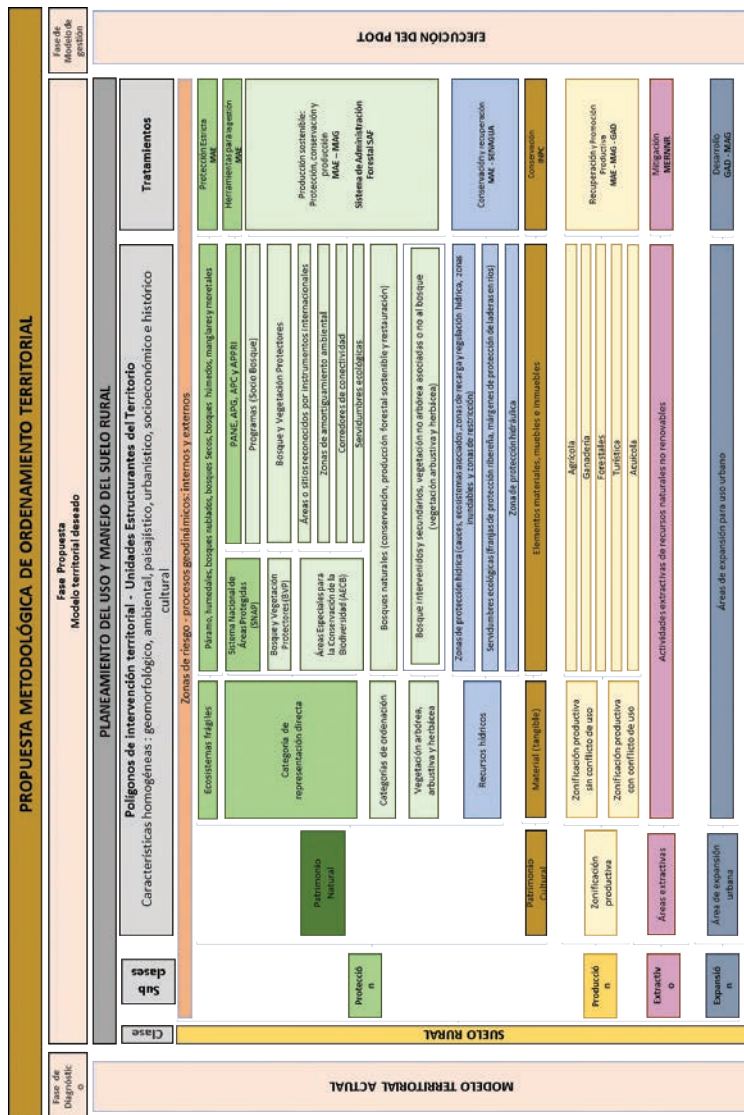 PROPUESTA METODOLÓGICA DE ORDENAMIENTO TERRITORIAL
Fase de
Diagnóstic
o
Fase Propuesta
Modelo territorial deseado
Fase de
Modelo de
gestión
MODELO TERRITORIAL ACTUAL
PLANEAMIENTO DEL USO Y MANEJO DEL SUELO RURAL
EJECUCIÓN DEL PDOT
Clase
Sub
clases
Polígonos de intervención territorial - Unidades Estructurantes del Territorio
Características homogéneas : geomorfológico, ambiental, paisajístico, urbanístico, socioeconómico e histórico
cultural
Tratamientos
SUELO RURAL
Zonas de riesgo - procesos geodinámicos: internos y externos
Protecció
n
Patrimonio
Natural
Ecosistemas frágiles
Páramo, humedales, bosques nublados, bosques Secos, bosques húmedos, manglares y moretales
Protección Estricta
MAE
Categoría de
representación directa
Sistema Nacional de
Áreas Protegidas
(SNAP)
PANE, APG, APC y APPRI
Herramientas para la gestión
MAE
Programas (Socio Bosque)
Bosque y Vegetación
Protectores (BVP)
Bosque y Vegetación Protectores
Áreas Especiales para
la Conservación de la
Biodiversidad (AECB)
Áreas o sitios reconocidos por instrumentos internacionales
Zonas de amortiguamiento ambiental
Corredores de conectividad
Servidumbres ecológicas
Producción sostenible:
Protección, conservación y
producción
MAE – MAG
Sistema de Administración
Forestal SAF
Categorías de ordenación
Bosques naturales (conservación, producción forestal sostenible y restauración)
Vegetación arbórea,
arbustiva y herbácea
Bosque intervenidos y secundarios, vegetación no arbórea asociadas o no al bosque
(vegetación arbustiva y herbácea)
Recursos hídricos
Zonas de protección hídrica (cauces, ecosistemas asociados, zonas de recarga y regulación hídrica, zonas
inundables y zonas de restricción)
Servidumbres ecológicas (franjas de protección ribereña, márgenes de protección de laderas en ríos)
Zona de protección hidráulica
Conservación y recuperación
MAE - SENAGUA
Patrimonio
Cultural
Material (tangible)
Elementos materiales, muebles e inmuebles
Conservación
INPC
Producció
n
Zonificación
productiva
Zonificación productiva
sin conflicto de uso
Zonificación productiva
con conflicto de uso
Agrícola
Ganadería
Forestales
Turística
Acuícola
Recuperación y Promoción
Productiva
MAE - MAG - GAD
Extractiv
o
Áreas extractivas
Actividades extractivas de recursos naturales no renovables
Mitigación
MERNNR
Expansió
n
Área de expansión
urbana
Áreas de expansión para uso urbano
Desarrollo
GAD - MAG